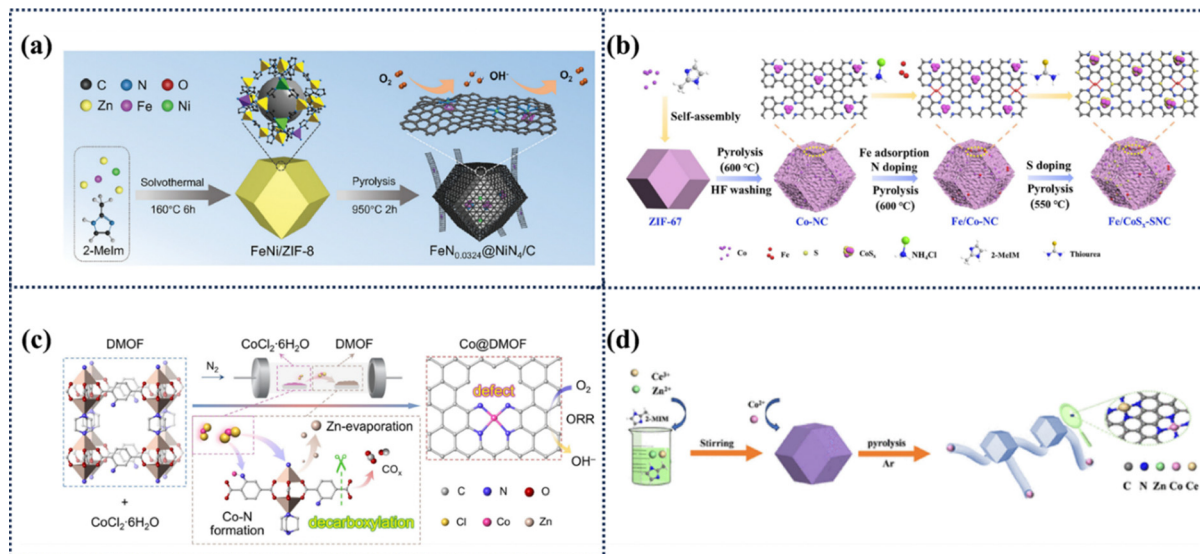 (a)
C N O
Zn Fe Ni
2-MeIm
Solvothermal
160°C 6h
FeNi/ZIF-8
Pyrolysis
950°C 2h
O₂ OH⁻ O₂
FeN₀.₀₃₂₄@NiN₄/C
(b)
Self-assembly
ZIF-67
Pyrolysis
(600 °C)
HF washing
Co-NC
Fe adsorption
N doping
Pyrolysis
(600 °C)
Fe/Co-NC
S doping
Pyrolysis
(550 °C)
Fe/CoSₓ-SNC
Co Fe S CoSₓ NH₄Cl 2-MeIM Thiourea
(c)
DMOF
+
CoCl₂·6H₂O
N₂
CoCl₂·6H₂O DMOF
Zn-evaporation
COₓ
Co-N
formation
decarboxylation
Co@DMOF
defect
O₂
ORR
OH⁻
C N O
Cl Co Zn
(d)
Ce³⁺
Zn²⁺
2-MIM
Stirring
Co²⁺
pyrolysis
Ar
C N Zn Co Ce